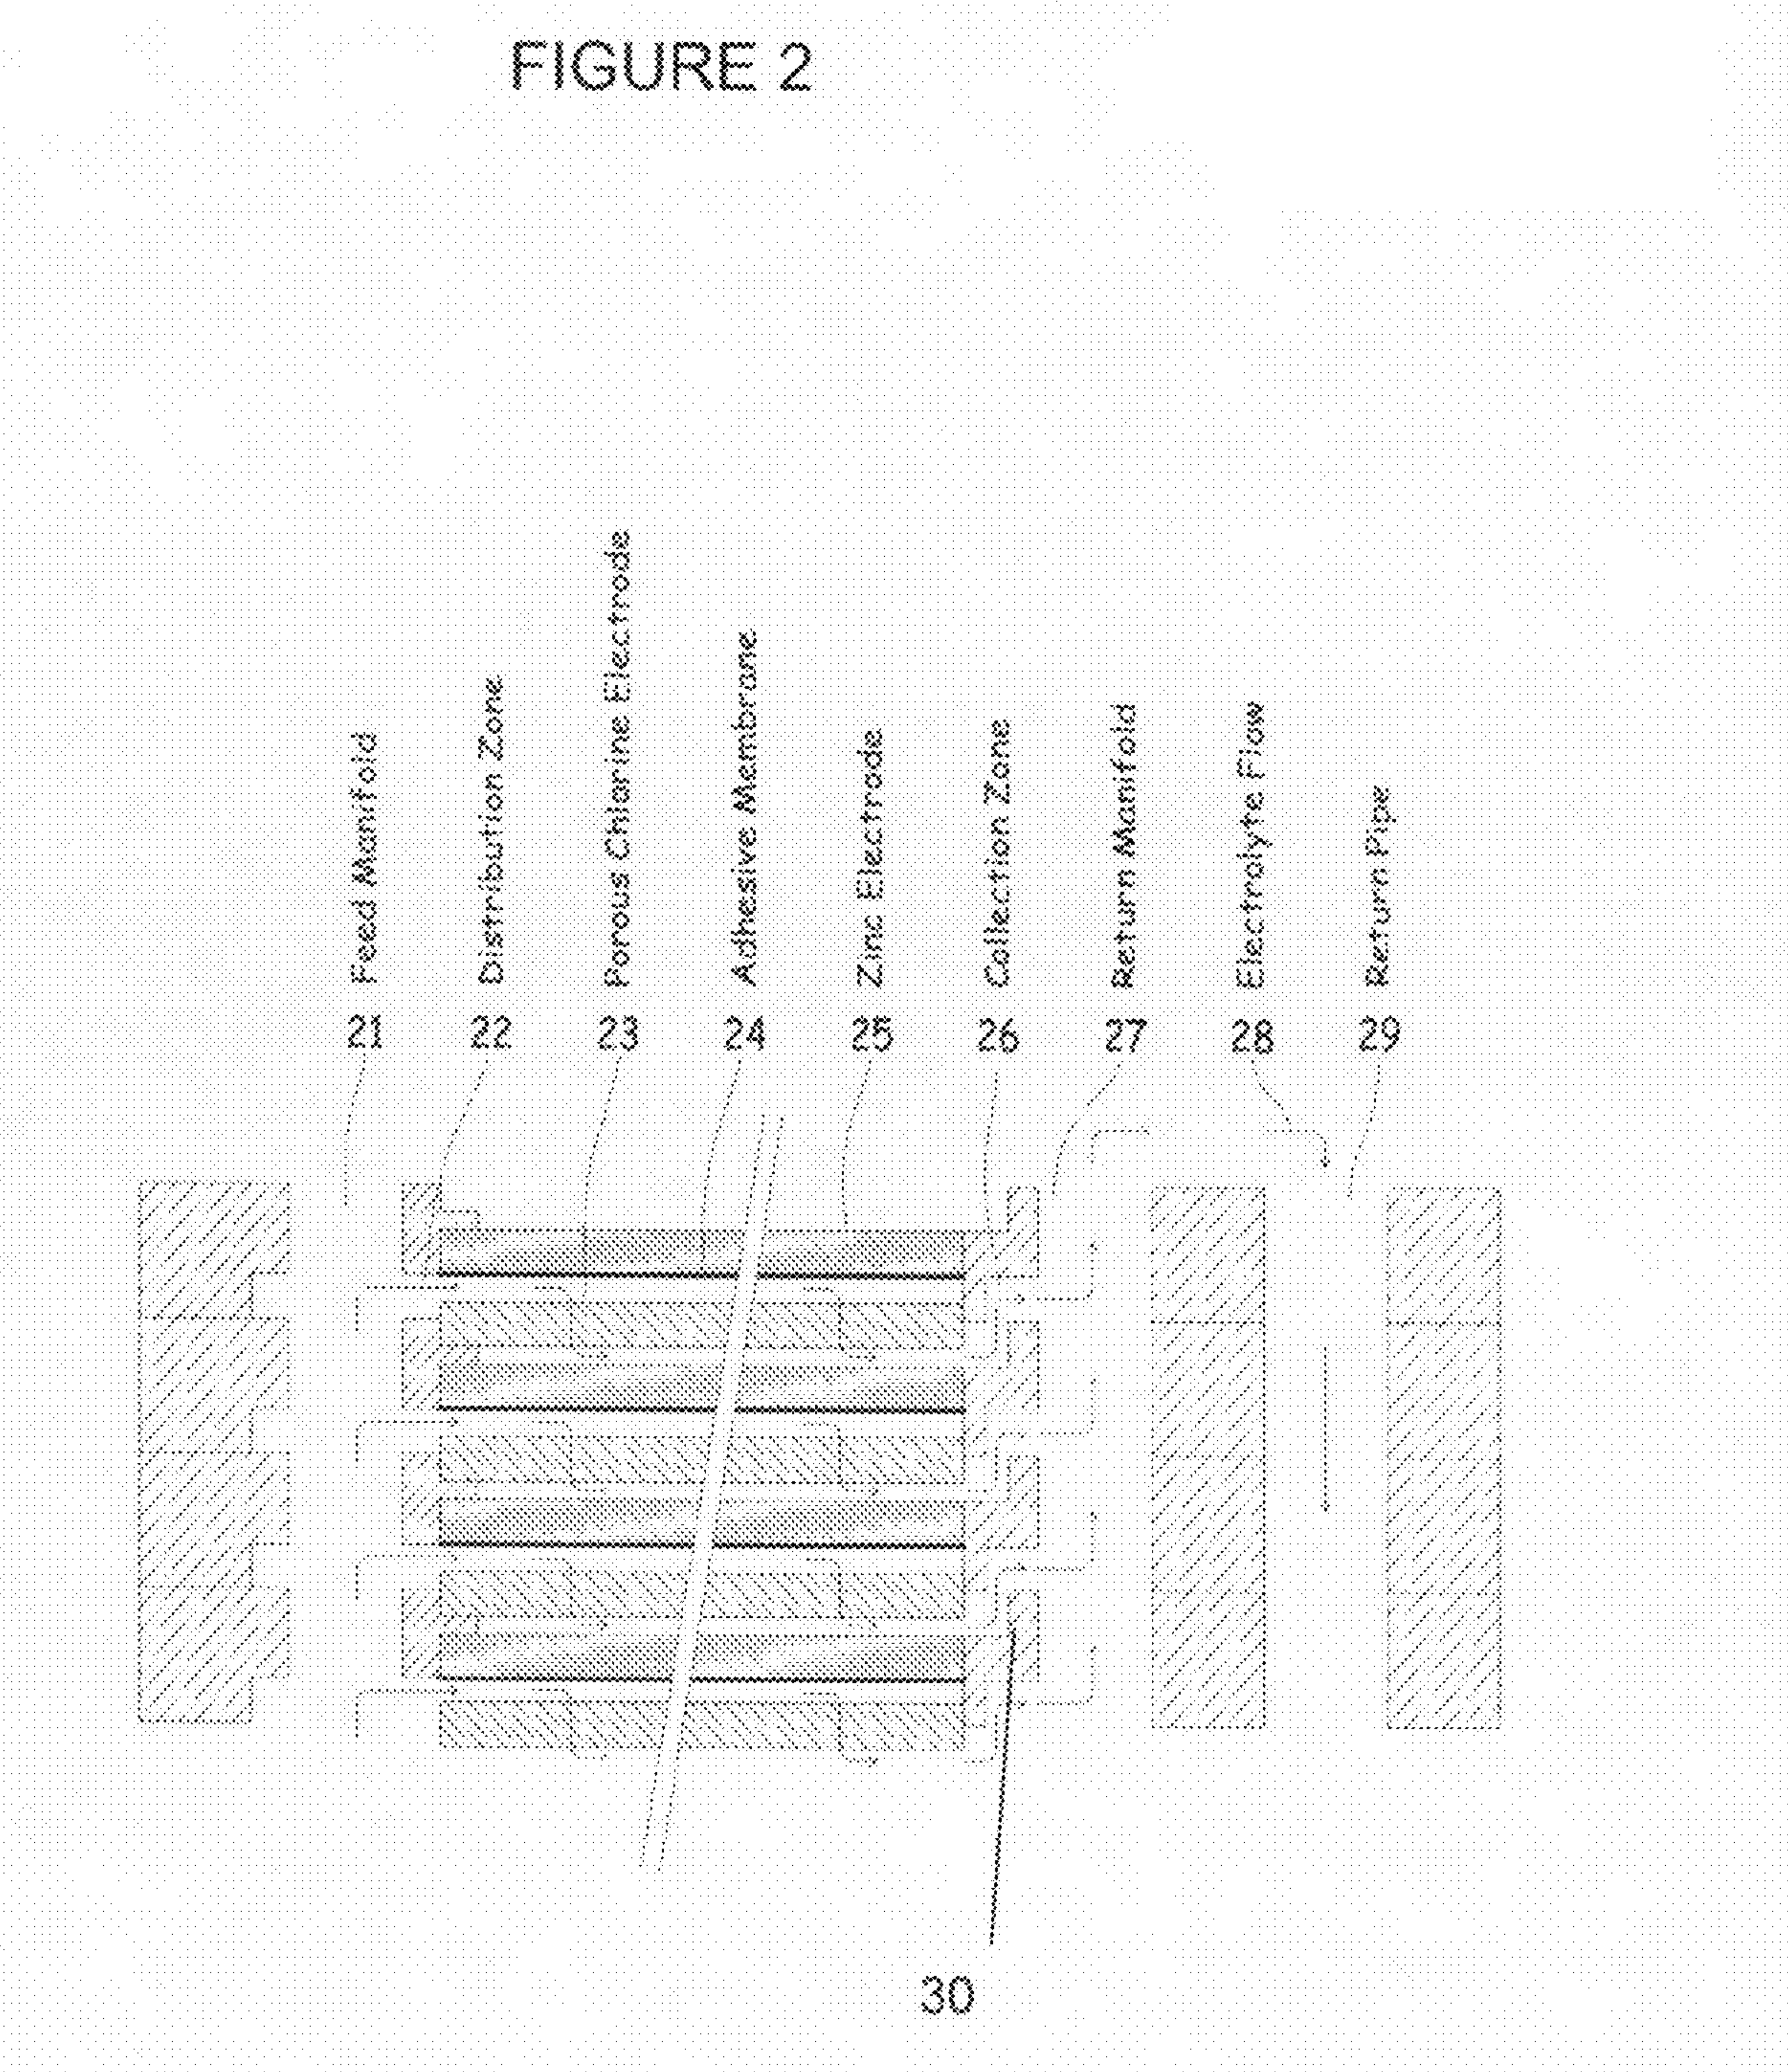 FIGURE 2
Feed Manifold
Distribution Zone
Porous Chlorine Electrode
Adhesive Membrane
Zinc Electrode
Collection Zone
Return Manifold
Electrolyte Flow
Return Pipe
21 22 23 24 25 26 27 28 29
30